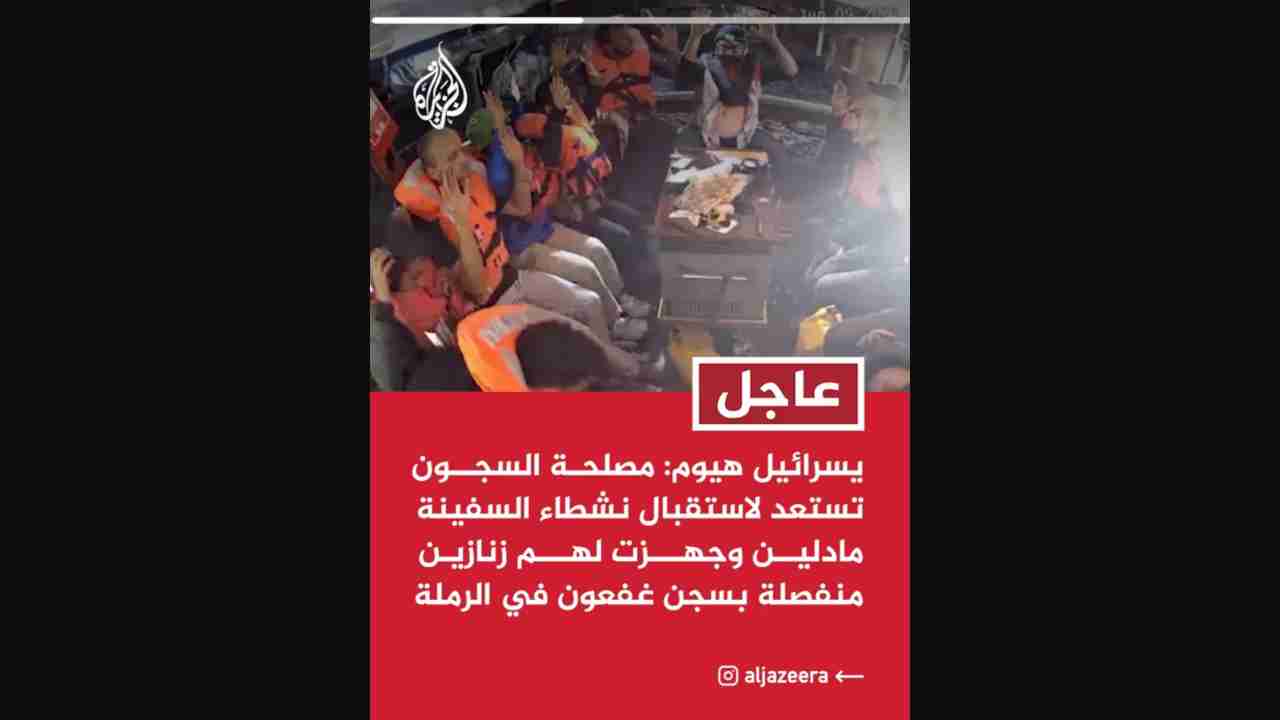 الجزيرة
عاجل
يسرائيل هيوم: مصلحة السجون
تستعد لاستقبال نشطاء السفينة
مادلين وجهزت لهم زنازين
منفصلة بسجن غفعون في الرملة
aljazeera